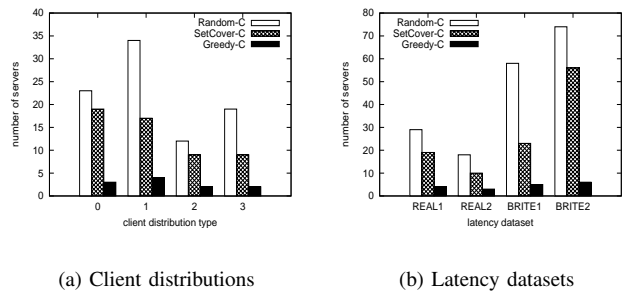 40
35
30
25
20
15
10
5
0
number of servers
Random-C
SetCover-C
Greedy-C
0 1 2 3
client distribution type
(a) Client distributions
80
70
60
50
40
30
20
10
0
number of servers
Random-C
SetCover-C
Greedy-C
REAL1 REAL2 BRITE1 BRITE2
latency dataset
(b) Latency datasets